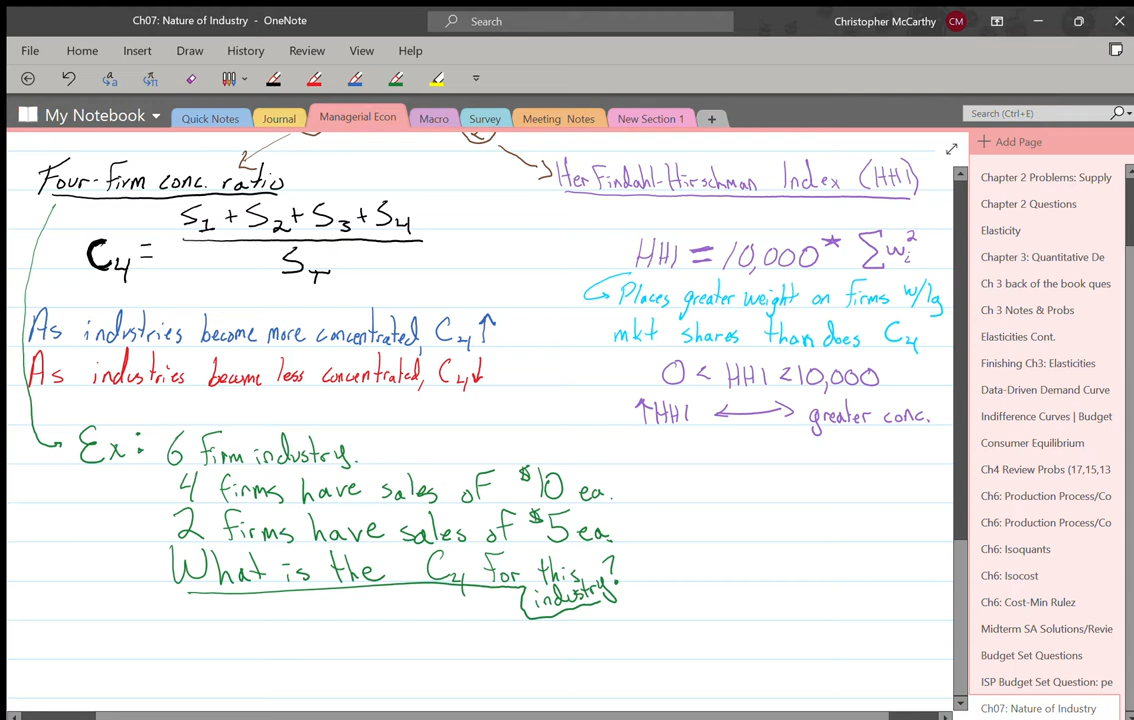 Ch07: Nature of Industry - OneNote
Search
Christopher McCarthy CM
File Home Insert Draw History Review View Help
My Notebook
Quick Notes Journal Managerial Econ Macro Survey Meeting Notes New Section 1 +
Search (Ctrl+E)
Four-firm conc. ratio
C4 = (S1 + S2 + S3 + S4) / ST
As industries become more concentrated, C4 ↑
As industries become less concentrated, C4 ↓
Herfindahl-Hirschman Index (HHI)
HHI = 10,000 * Σwi²
Places greater weight on firms w/lg
mkt shares than does C4
0 < HHI < 10,000
↑HHI <—> greater conc.
Ex: 6 firm industry.
4 firms have sales of $10 ea.
2 firms have sales of $5 ea.
What is the C4 for this
industry?
Add Page
Chapter 2 Problems: Supply
Chapter 2 Questions
Elasticity
Chapter 3: Quantitative De
Ch 3 back of the book ques
Ch 3 Notes & Probs
Elasticities Cont.
Finishing Ch3: Elasticities
Data-Driven Demand Curve
Indifference Curves | Budget
Consumer Equilibrium
Ch4 Review Probs (17,15,13
Ch6: Production Process/Co
Ch6: Production Process/Co
Ch6: Isoquants
Ch6: Isocost
Ch6: Cost-Min Rulez
Midterm SA Solutions/Revie
Budget Set Questions
ISP Budget Set Question: pe
Ch07: Nature of Industry